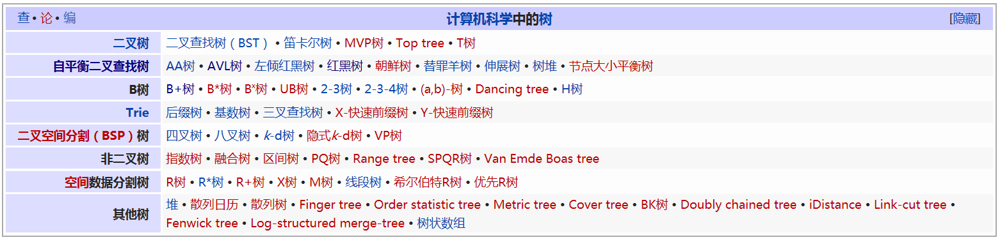 查 • 论 • 编 计算机科学中的树 [隐藏]
二叉树 二叉查找树（BST） • 笛卡尔树 • MVP树 • Top tree • T树
自平衡二叉查找树 AA树 • AVL树 • 左倾红黑树 • 红黑树 • 朝鲜树 • 替罪羊树 • 伸展树 • 树堆 • 节点大小平衡树
B树 B+树 • B*树 • Bˣ树 • UB树 • 2-3树 • 2-3-4树 • (a,b)-树 • Dancing tree • H树
Trie 后缀树 • 基数树 • 三叉查找树 • X-快速前缀树 • Y-快速前缀树
二叉空间分割（BSP）树 四叉树 • 八叉树 • k-d树 • 隐式k-d树 • VP树
非二叉树 指数树 • 融合树 • 区间树 • PQ树 • Range tree • SPQR树 • Van Emde Boas tree
空间数据分割树 R树 • R*树 • R+树 • X树 • M树 • 线段树 • 希尔伯特R树 • 优先R树
其他树 堆 • 散列日历 • 散列树 • Finger tree • Order statistic tree • Metric tree • Cover tree • BK树 • Doubly chained tree • iDistance • Link-cut tree •
Fenwick tree • Log-structured merge-tree • 树状数组